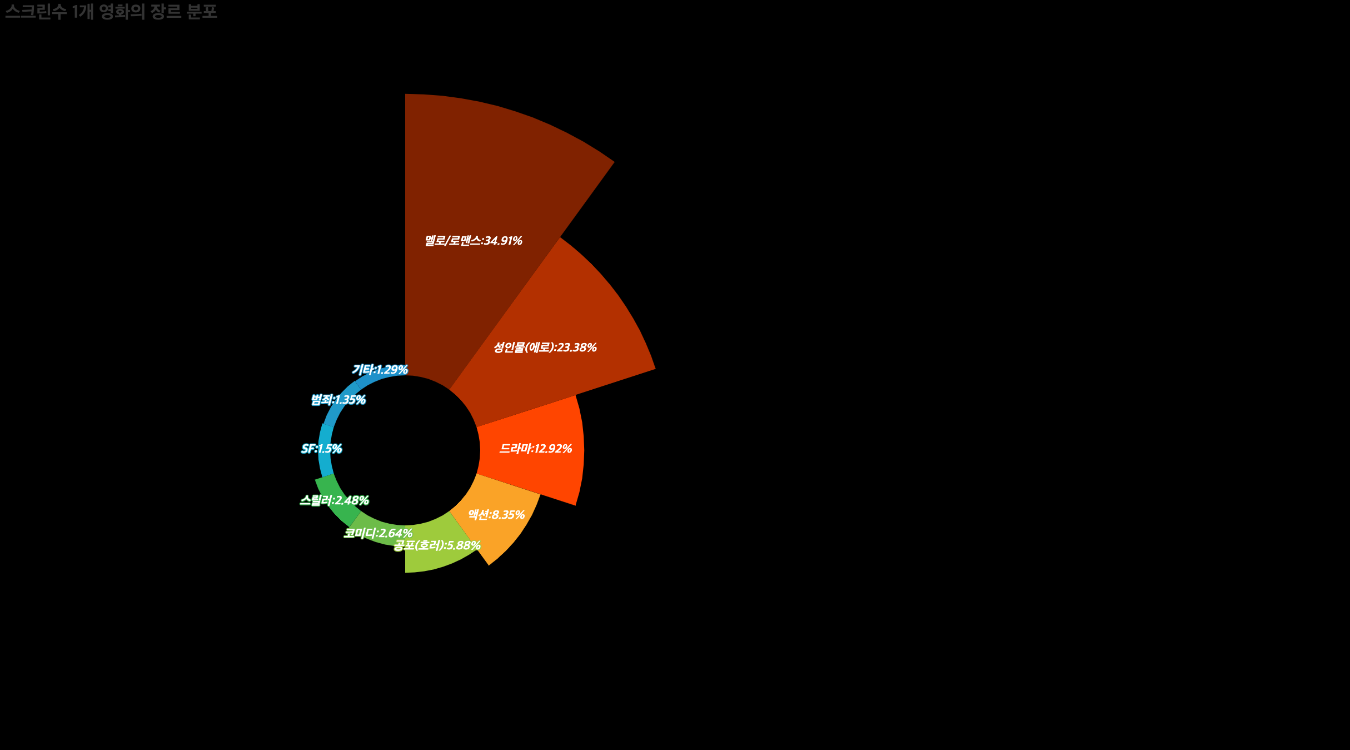 스크린수 1개 영화의 장르 분포
멜로/로맨스:34.91%
성인물(에로):23.38%
드라마:12.92%
액션:8.35%
공포(호러):5.88%
코미디:2.64%
스릴러:2.48%
SF:1.5%
범죄:1.35%
기타:1.29%